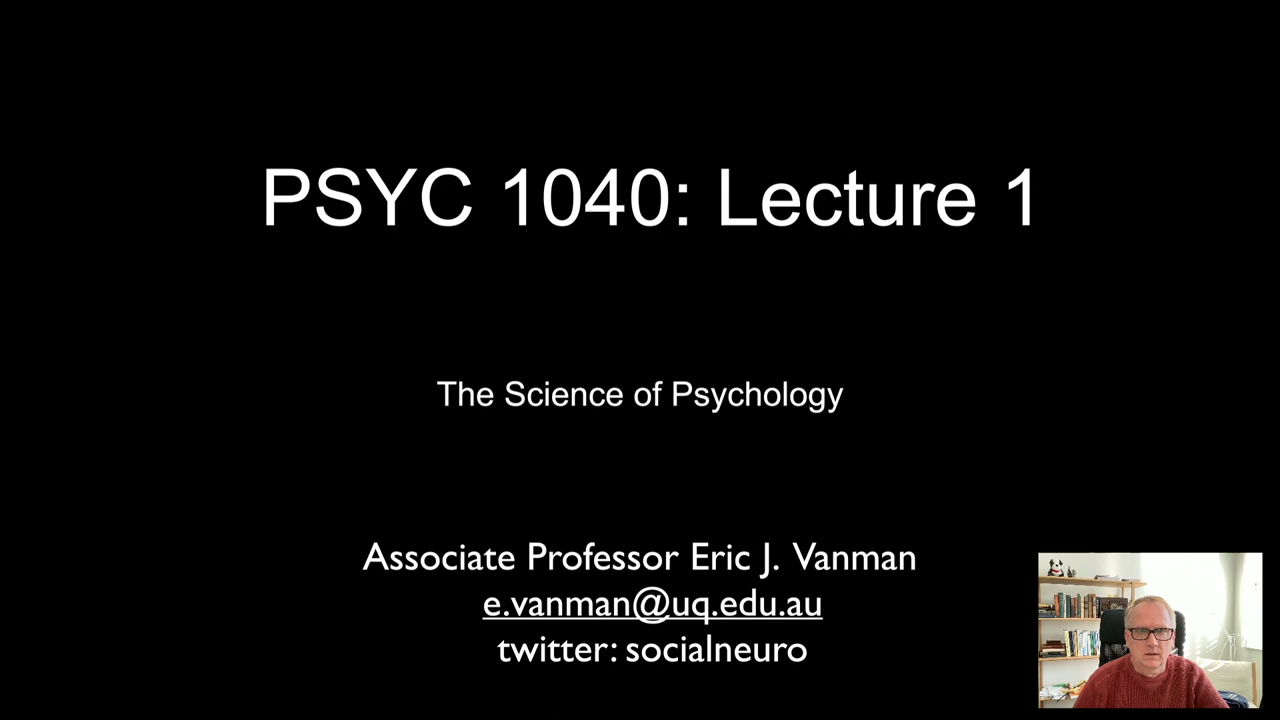 PSYC 1040: Lecture 1
The Science of Psychology
Associate Professor Eric J. Vanman
e.vanman@uq.edu.au
twitter: socialneuro